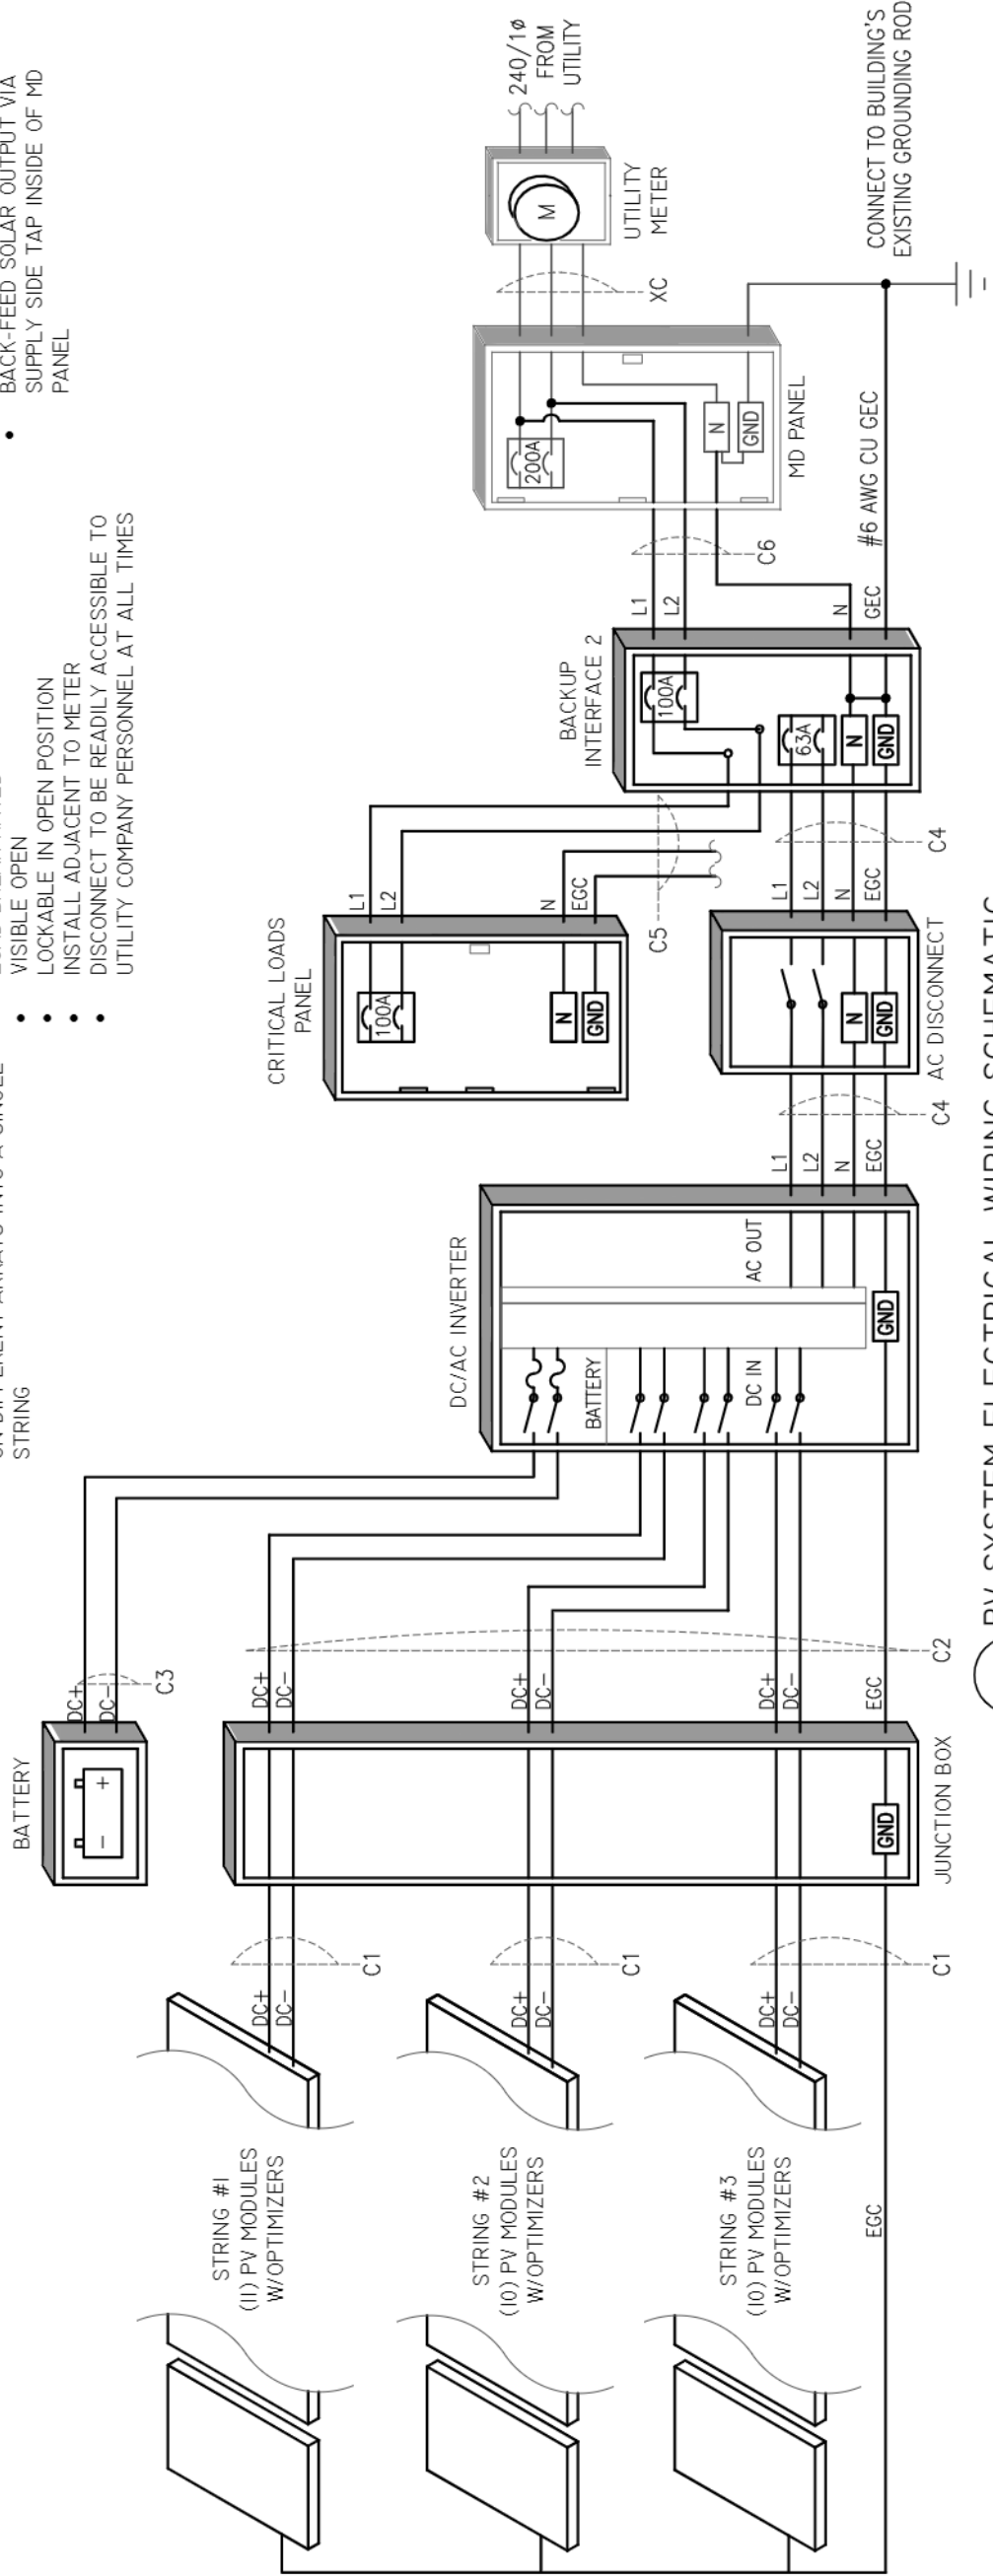 ON DIFFERENT ARRAYS INTO A SINGLE
STRING
VISIBLE OPEN
LOCKABLE IN OPEN POSITION
INSTALL ADJACENT TO METER
DISCONNECT TO BE READILY ACCESSIBLE TO
UTILITY COMPANY PERSONNEL AT ALL TIMES
BACK-FEED SOLAR OUTPUT VIA
SUPPLY SIDE TAP INSIDE OF MD
PANEL
STRING #1
(11) PV MODULES
W/OPTIMIZERS
STRING #2
(10) PV MODULES
W/OPTIMIZERS
STRING #3
(10) PV MODULES
W/OPTIMIZERS
EGC
DC+
DC-
C1
DC+
DC-
C1
DC+
DC-
C1
BATTERY
- +
DC+
DC-
C3
JUNCTION BOX
GND
DC+
DC-
DC+
DC-
DC+
DC-
EGC
C2
DC/AC INVERTER
BATTERY
DC IN
AC OUT
GND
L1
L2
N
EGC
C4
CRITICAL LOADS
PANEL
100A
N
GND
L1
L2
N
EGC
C5
AC DISCONNECT
N
GND
L1
L2
N
EGC
C4
BACKUP
INTERFACE 2
100A
63A
N
GND
L1
L2
N
GEC
C6
#6 AWG CU GEC
MD PANEL
200A
N
GND
XC
UTILITY
METER
M
240/1ø
FROM
UTILITY
CONNECT TO BUILDING'S
EXISTING GROUNDING ROD
PV SYSTEM ELECTRICAL WIRING SCHEMATIC